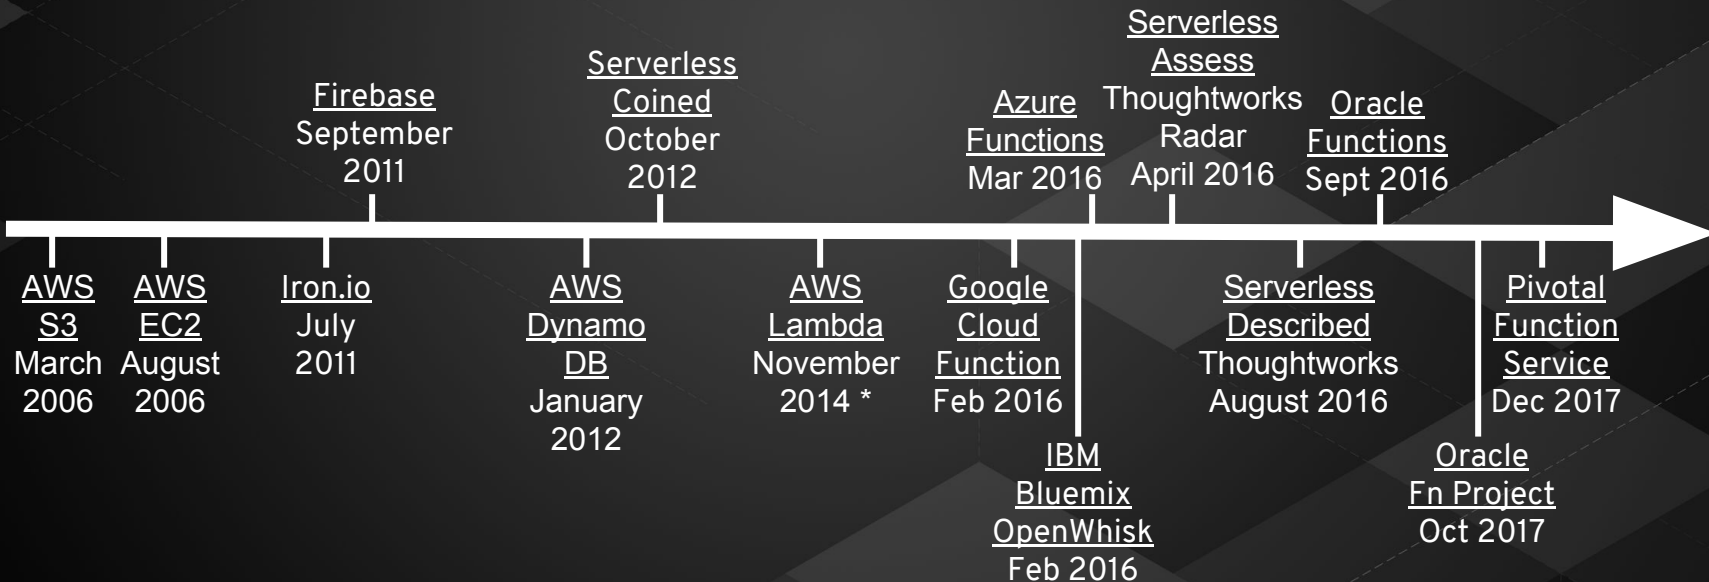 Firebase
September
2011
Serverless
Coined
October
2012
Azure
Functions
Mar 2016
Serverless
Assess
Thoughtworks
Radar
April 2016
Oracle
Functions
Sept 2016
AWS
S3
March
2006
AWS
EC2
August
2006
Iron.io
July
2011
AWS
Dynamo
DB
January
2012
AWS
Lambda
November
2014 *
Google
Cloud
Function
Feb 2016
IBM
Bluemix
OpenWhisk
Feb 2016
Serverless
Described
Thoughtworks
August 2016
Oracle
Fn Project
Oct 2017
Pivotal
Function
Service
Dec 2017